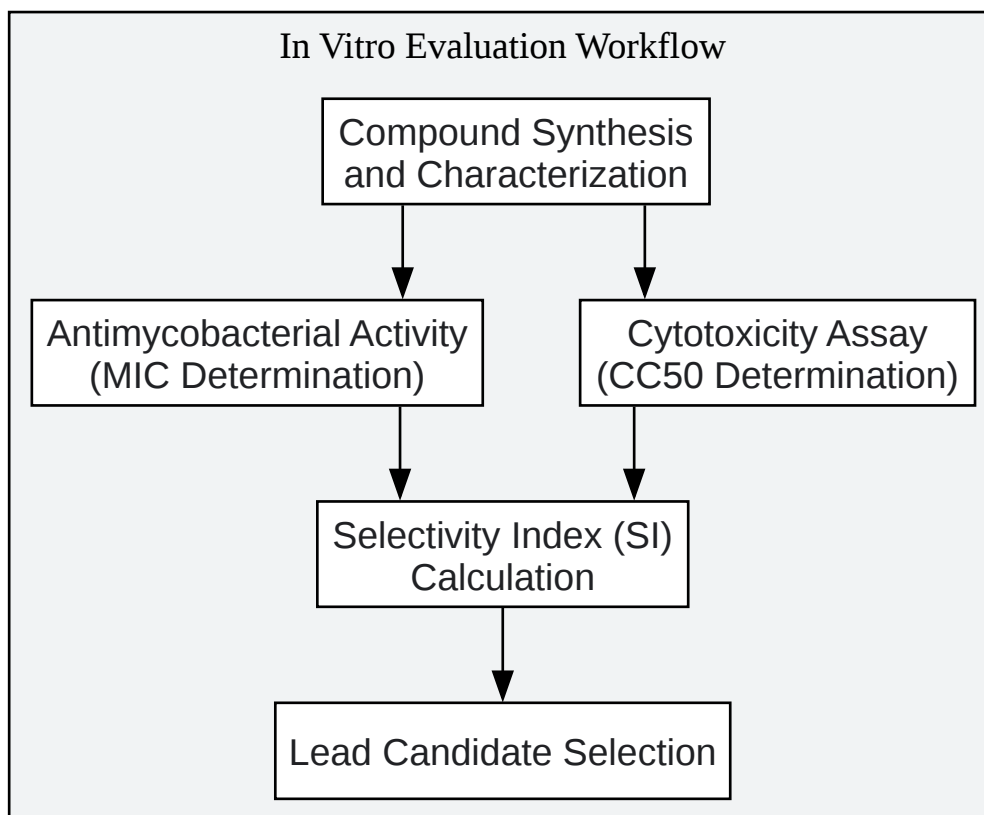 In Vitro Evaluation Workflow
Compound Synthesis
and Characterization
Antimycobacterial Activity
(MIC Determination)
Cytotoxicity Assay
(CC50 Determination)
Selectivity Index (SI)
Calculation
Lead Candidate Selection